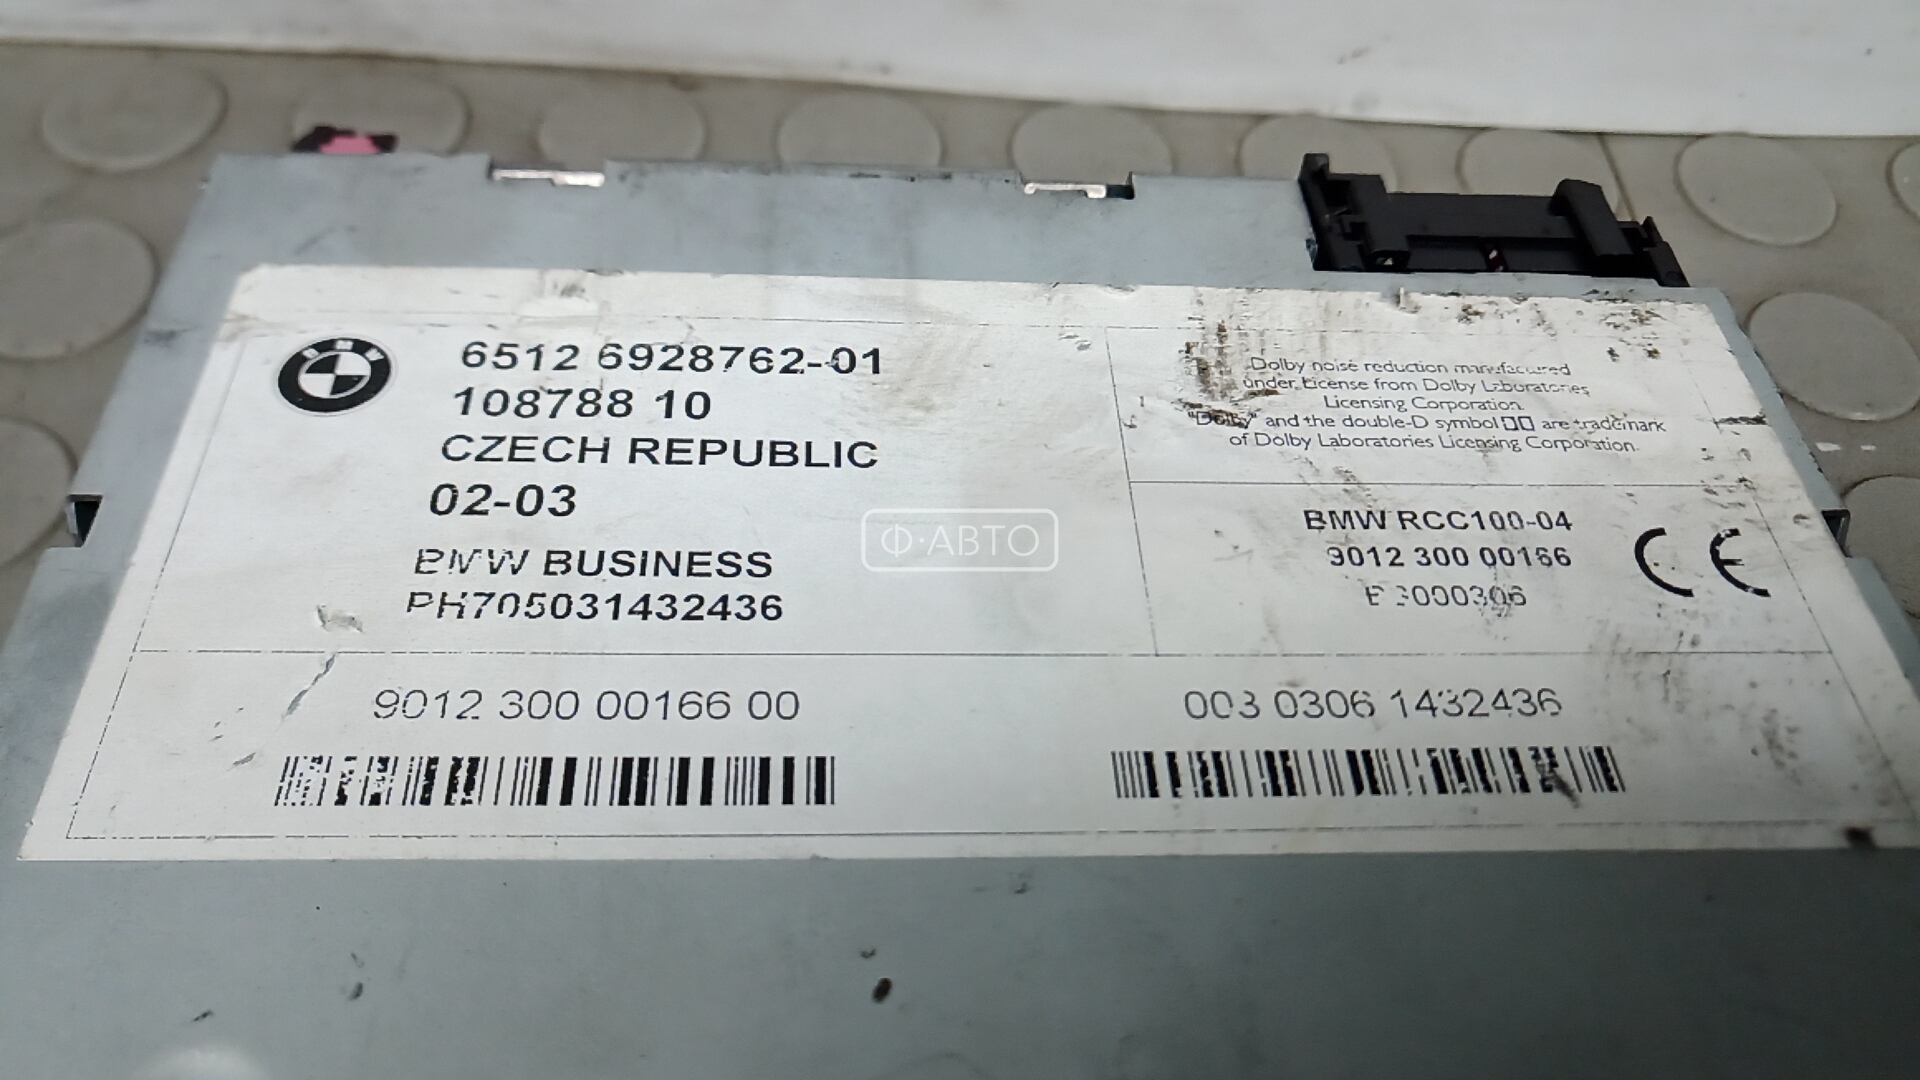 BMW
6512 6928762-01
108788 10
CZECH REPUBLIC
02-03
BMW BUSINESS
PH705031432436
Dolby noise reduction manufactured
under License from Dolby Laboratories
Licensing Corporation.
"Dolby" and the double-D symbol are trademark
of Dolby Laboratories Licensing Corporation.
BMW RCC100-04
9012 300 00166
CE
Ф·АВТО
9012 300 00166 00
003 0306 1432436